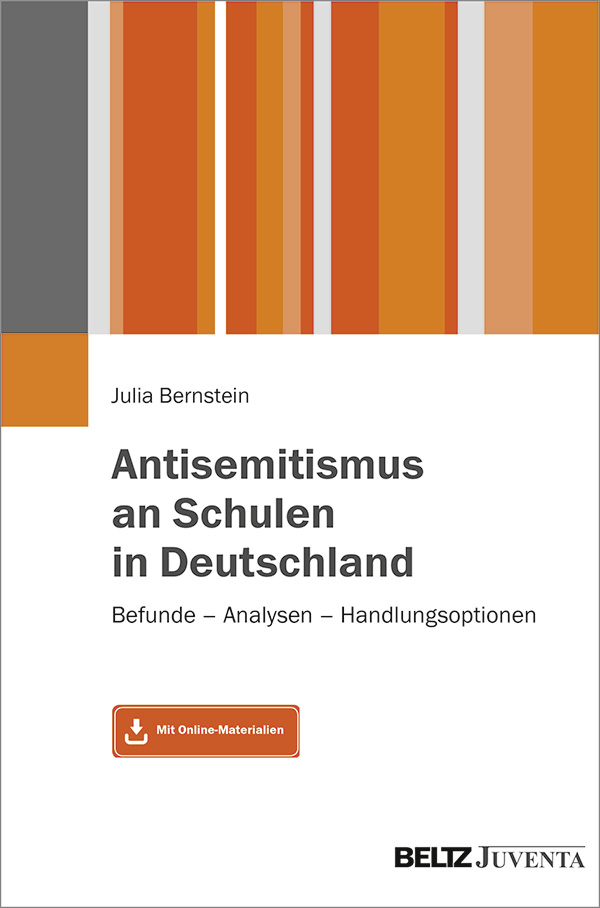 Julia Bernstein
Antisemitismus
an Schulen
in Deutschland
Befunde – Analysen – Handlungsoptionen
Mit Online-Materialien
BELTZ JUVENTA